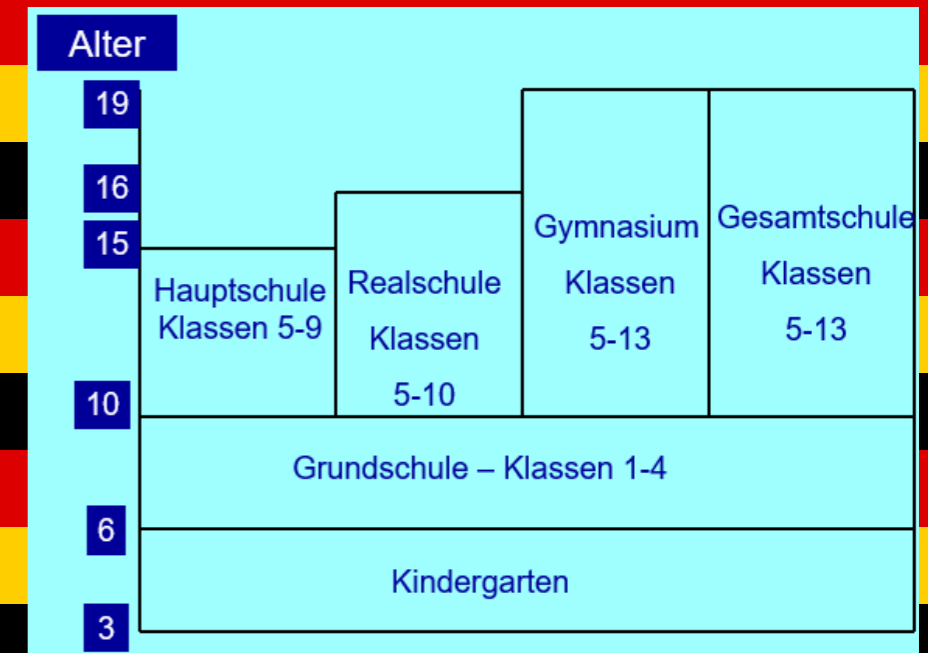 Alter
19
16
15
10
6
3
Hauptschule
Klassen 5-9
Realschule
Klassen
5-10
Gymnasium
Klassen
5-13
Gesamtschule
Klassen
5-13
Grundschule – Klassen 1-4
Kindergarten